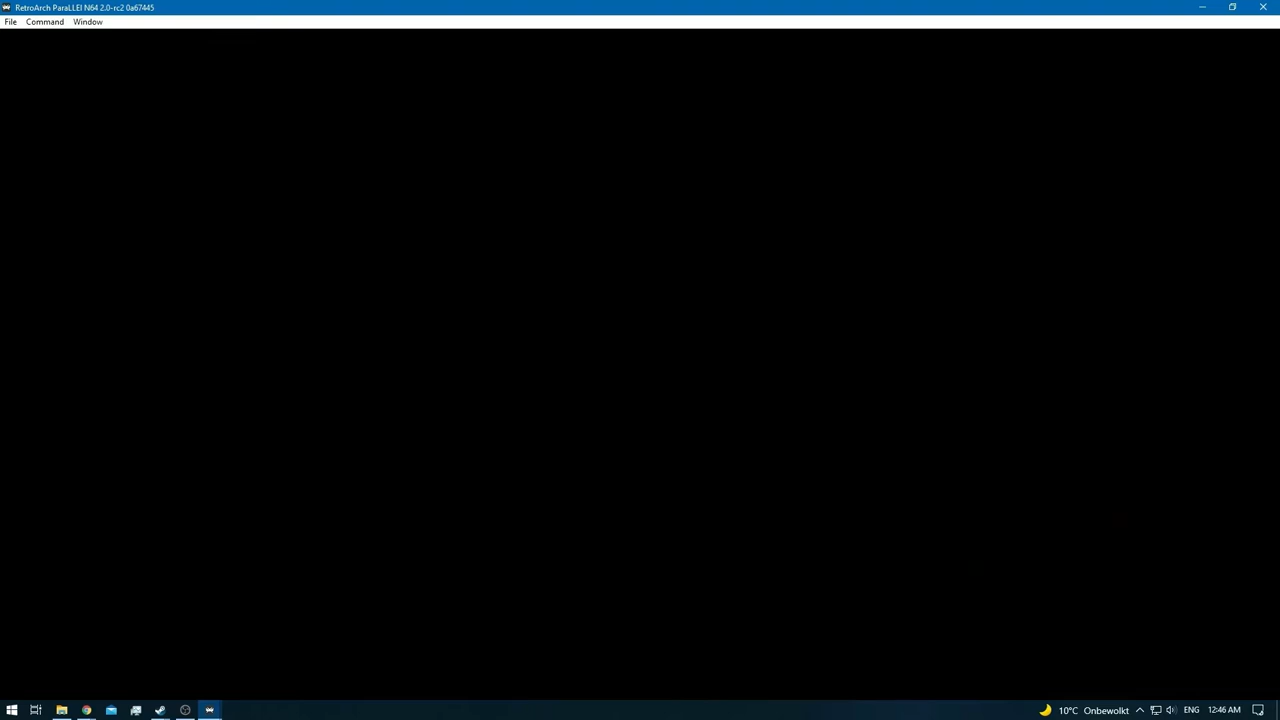 RetroArch ParaLLEl N64 2.0-rc2 0a67445
File Command Window
10°C Onbewolkt ENG 12:46 AM